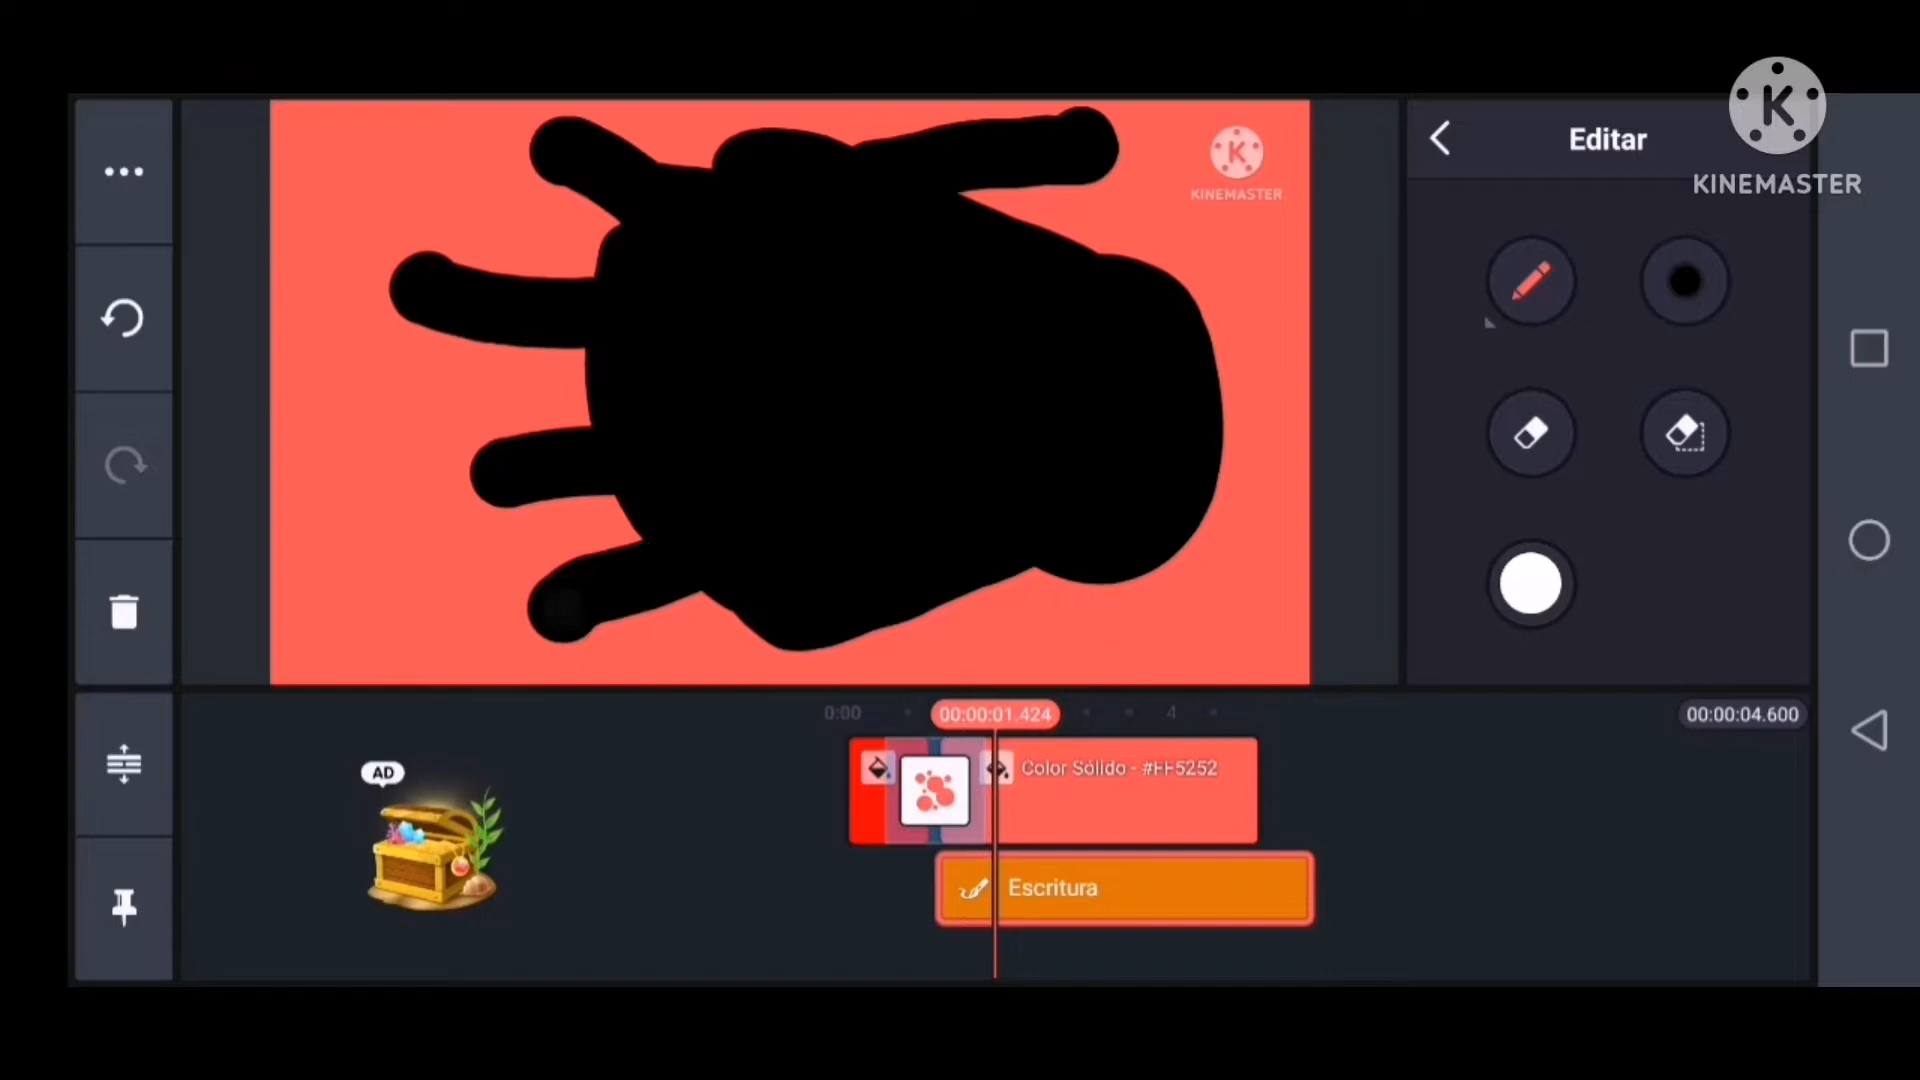 Editar
K
KINEMASTER
K
KINEMASTER
0:00
00:00:01.424
4
00:00:04.600
AD
Color Sólido - #FF5252
Escritura